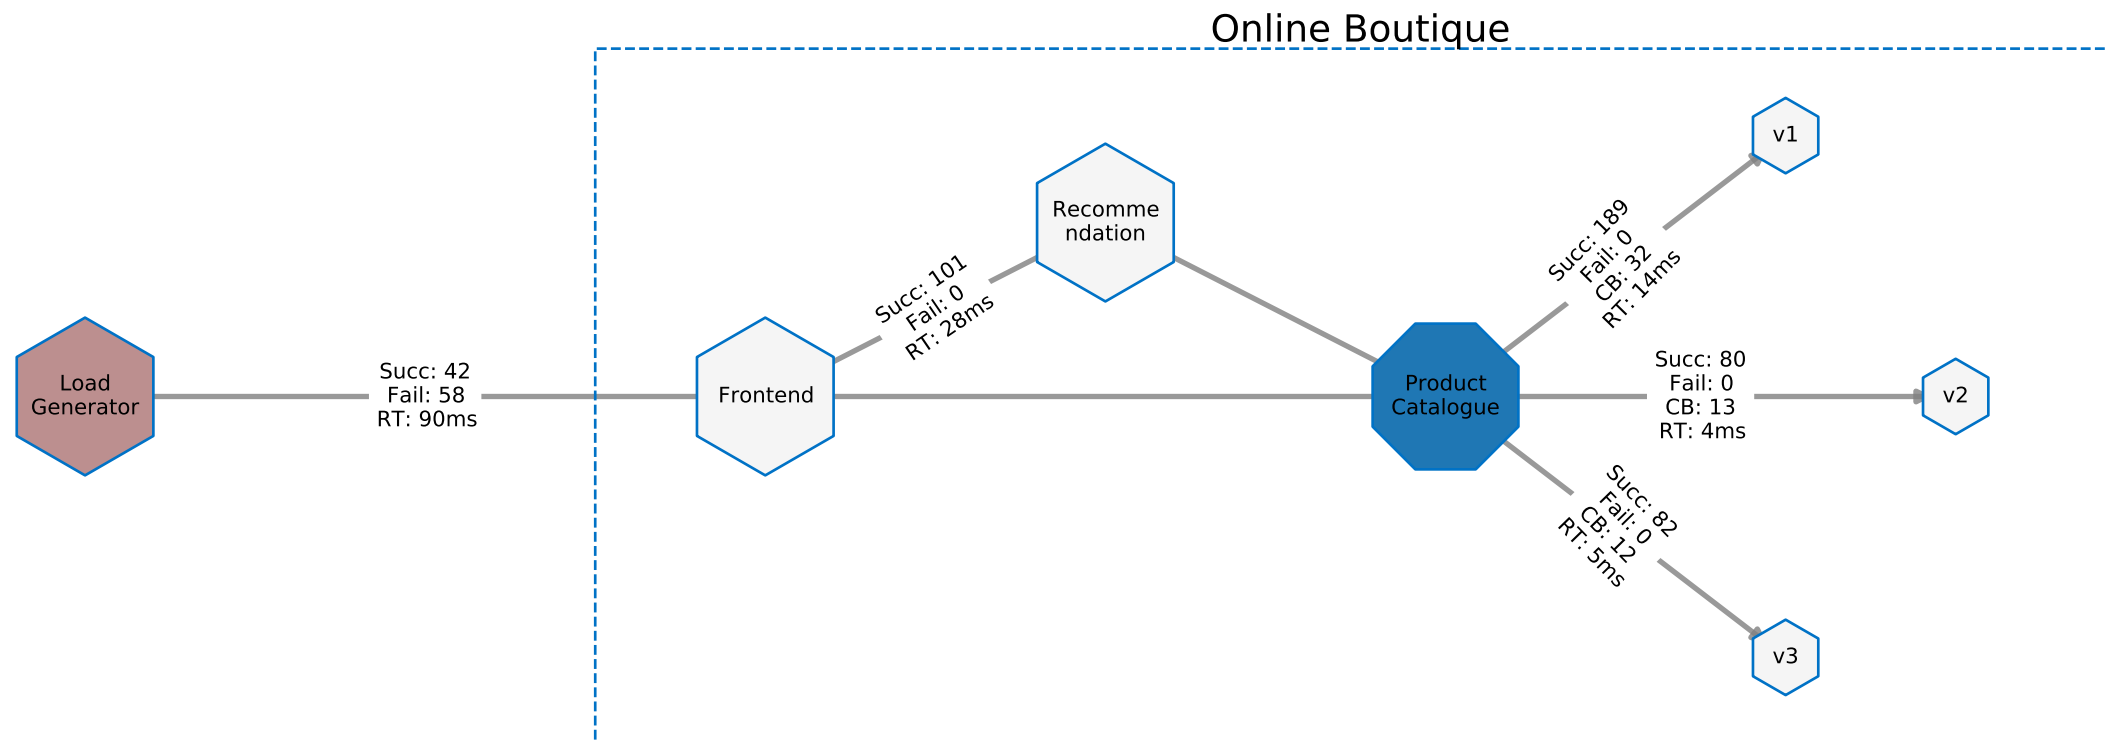 Online Boutique
v1
Recomme
ndation
Succ: 189
Fail: 0
CB: 32
RT: 14ms
Succ: 101
Fail: 0
RT: 28ms
Load
Generator
Succ: 42
Fail: 58
RT: 90ms
Frontend
Product
Catalogue
Succ: 80
Fail: 0
CB: 13
RT: 4ms
v2
Succ: 82
Fail: 0
CB: 12
RT: 5ms
v3